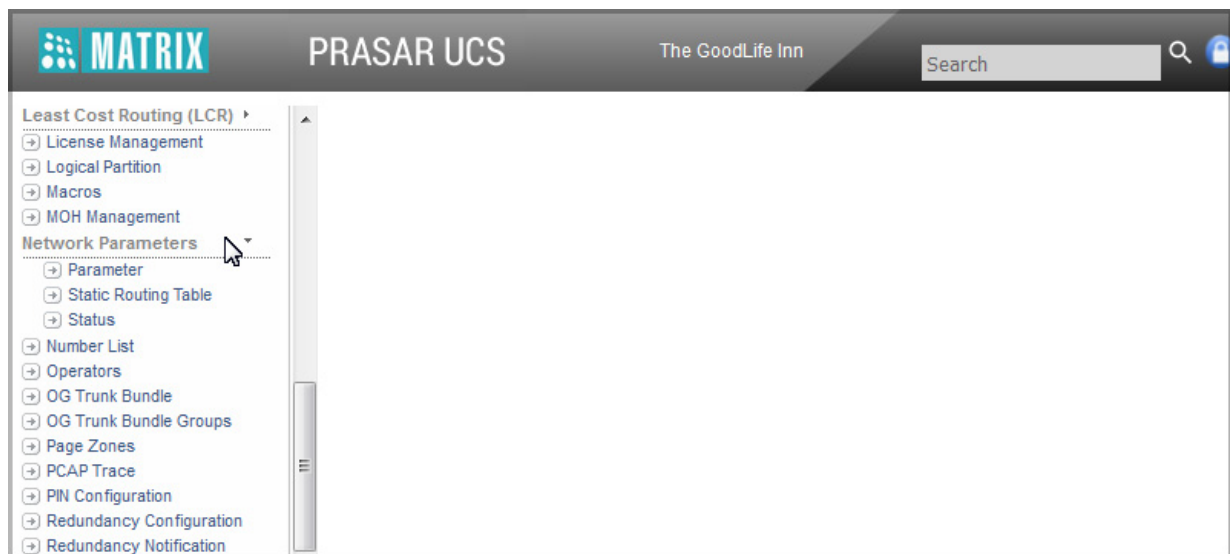 MATRIX PRASAR UCS The GoodLife Inn Search
Least Cost Routing (LCR)
License Management
Logical Partition
Macros
MOH Management
Network Parameters
Parameter
Static Routing Table
Status
Number List
Operators
OG Trunk Bundle
OG Trunk Bundle Groups
Page Zones
PCAP Trace
PIN Configuration
Redundancy Configuration
Redundancy Notification